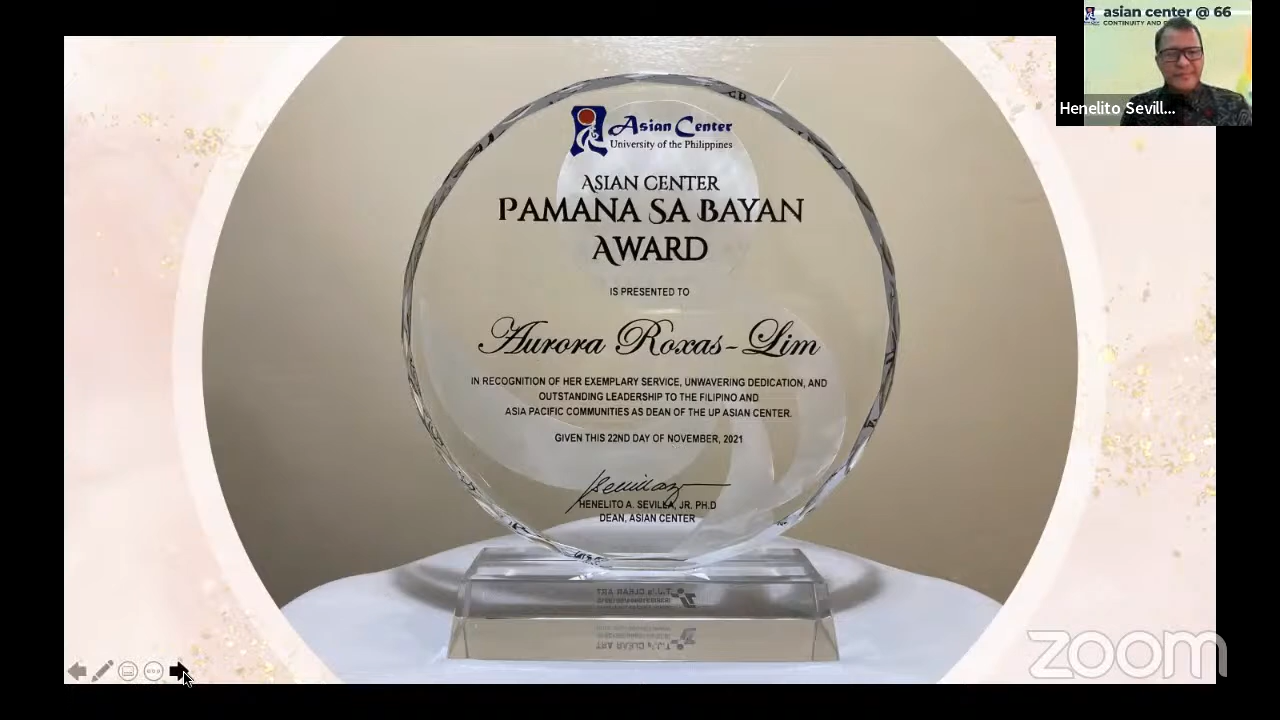 asian center @ 66
Henelito Sevill...
Asian Center
University of the Philippines
ASIAN CENTER
PAMANA SA BAYAN
AWARD
IS PRESENTED TO
Aurora Roxas-Lim
IN RECOGNITION OF HER EXEMPLARY SERVICE, UNWAVERING DEDICATION, AND
OUTSTANDING LEADERSHIP TO THE FILIPINO AND
ASIA PACIFIC COMMUNITIES AS DEAN OF THE UP ASIAN CENTER.
GIVEN THIS 22ND DAY OF NOVEMBER, 2021
HENELITO A. SEVILLA, JR. PH.D
DEAN, ASIAN CENTER
zoom